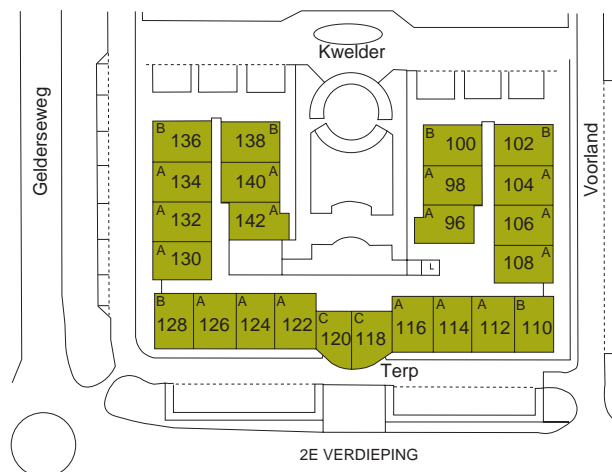 Kwelder
Gelderseweg
Voorland
B 136
B 138
B 100
B 102
A 134
A 140
A 98
A 104
A 132
A 142
A 96
A 106
A 130
A 108
L
B 128
A 126
A 124
A 122
C 120
C 118
A 116
A 114
A 112
B 110
Terp
2E VERDIEPING